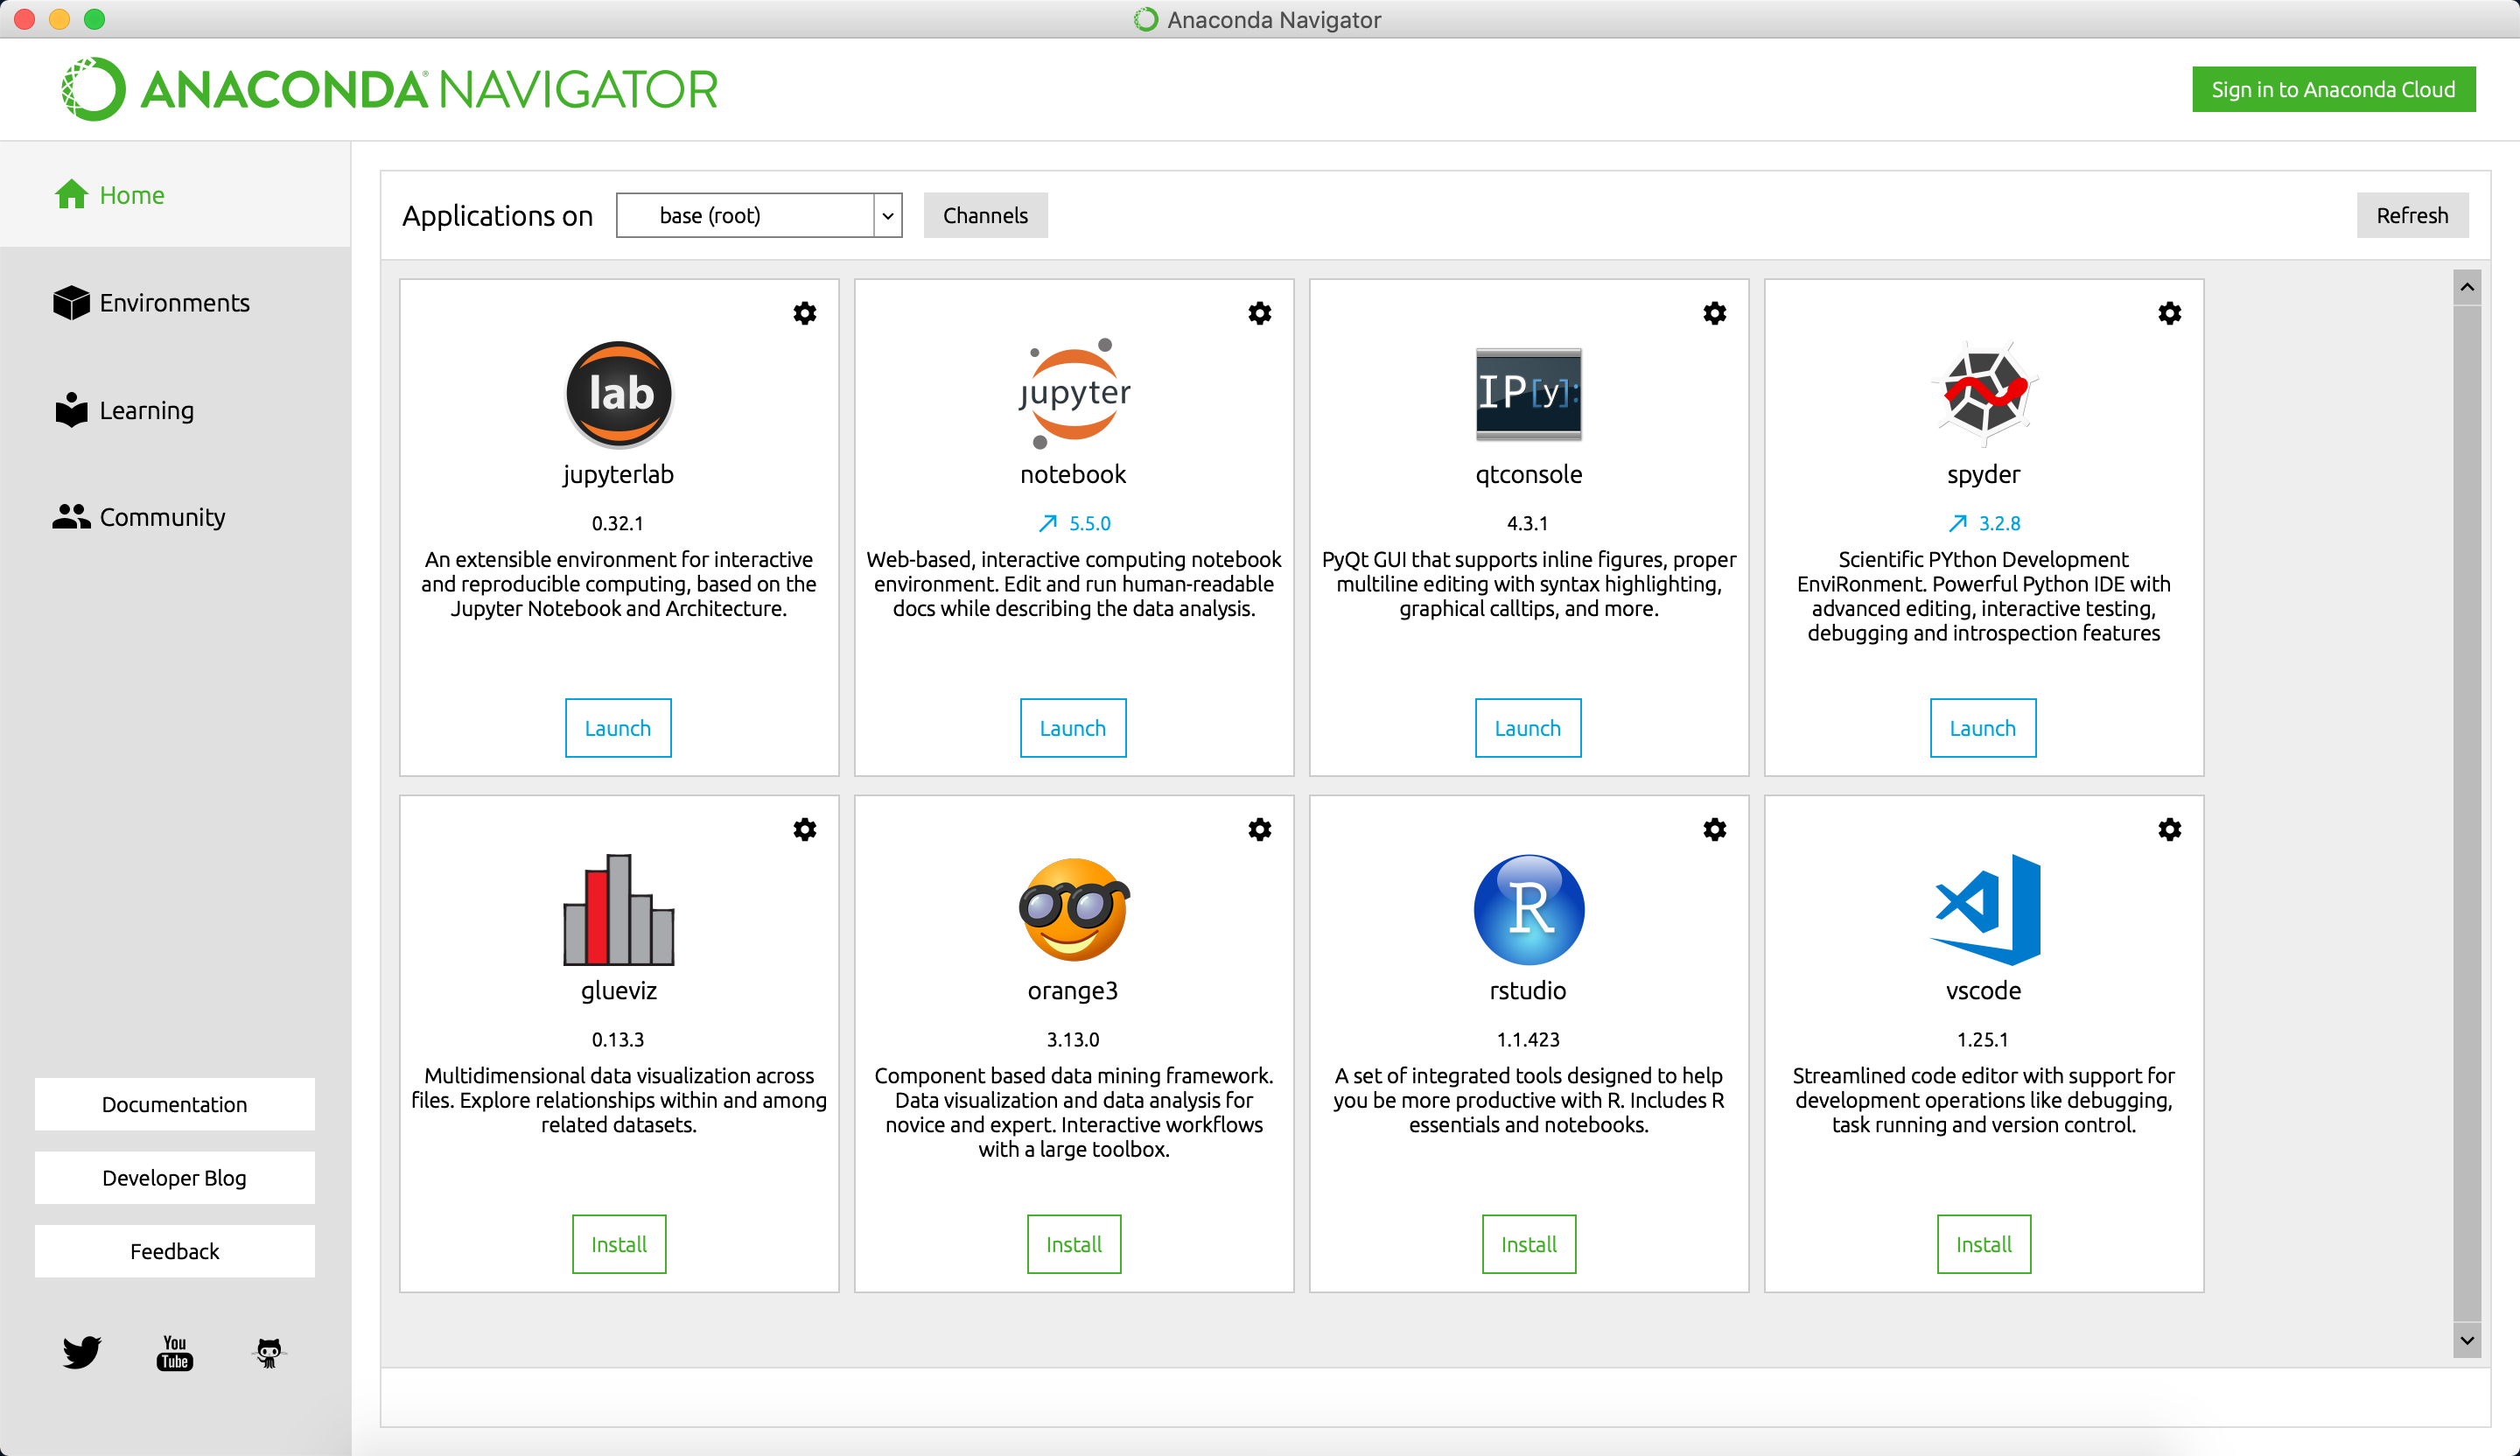 Anaconda Navigator
ANACONDA® NAVIGATOR
Sign in to Anaconda Cloud
Home
Environments
Learning
Community
Documentation
Developer Blog
Feedback
You
Tube
Applications on
base (root)
Channels
Refresh
lab
jupyterlab
0.32.1
An extensible environment for interactive
and reproducible computing, based on the
Jupyter Notebook and Architecture.
Launch
jupyter
notebook
5.5.0
Web-based, interactive computing notebook
environment. Edit and run human-readable
docs while describing the data analysis.
Launch
IP[y]:
qtconsole
4.3.1
PyQt GUI that supports inline figures, proper
multiline editing with syntax highlighting,
graphical calltips, and more.
Launch
spyder
3.2.8
Scientific PYthon Development
EnviRonment. Powerful Python IDE with
advanced editing, interactive testing,
debugging and introspection features
Launch
glueviz
0.13.3
Multidimensional data visualization across
files. Explore relationships within and among
related datasets.
Install
orange3
3.13.0
Component based data mining framework.
Data visualization and data analysis for
novice and expert. Interactive workflows
with a large toolbox.
Install
R
rstudio
1.1.423
A set of integrated tools designed to help
you be more productive with R. Includes R
essentials and notebooks.
Install
vscode
1.25.1
Streamlined code editor with support for
development operations like debugging,
task running and version control.
Install